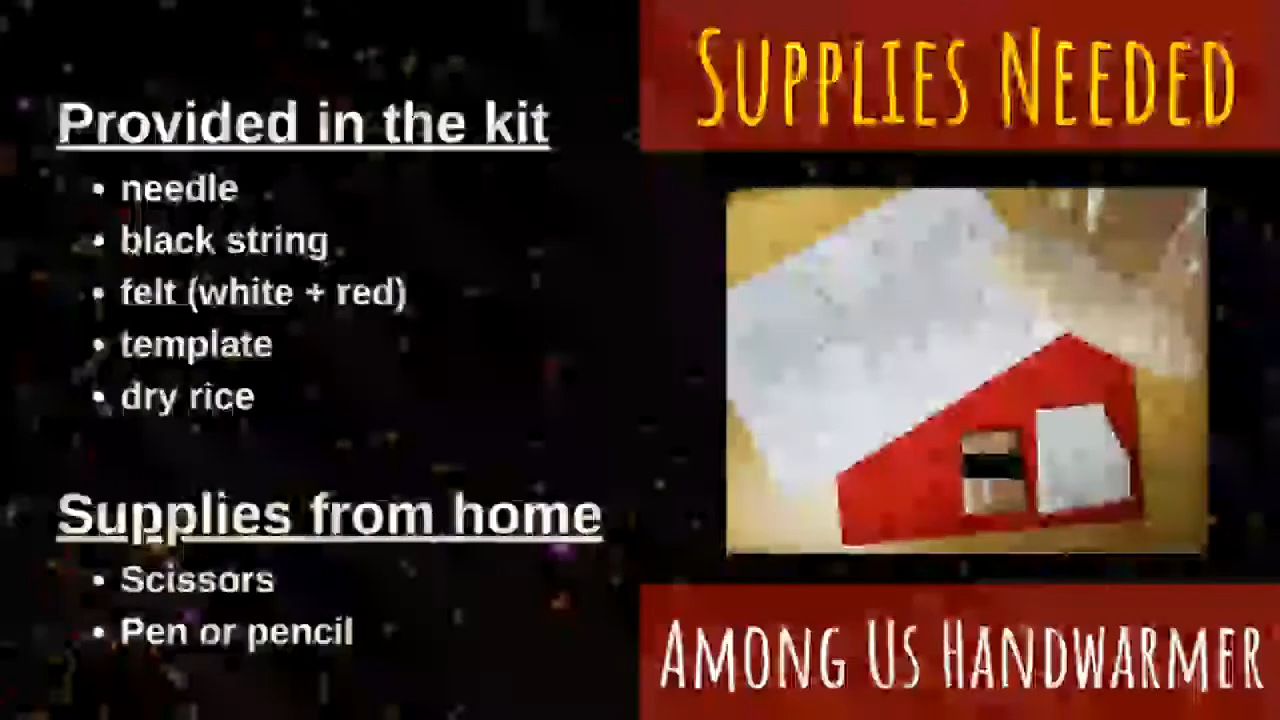 Provided in the kit
• needle
• black string
• felt (white + red)
• template
• dry rice
Supplies from home
• Scissors
• Pen or pencil
SUPPLIES NEEDED
AMONG US HANDWARMER